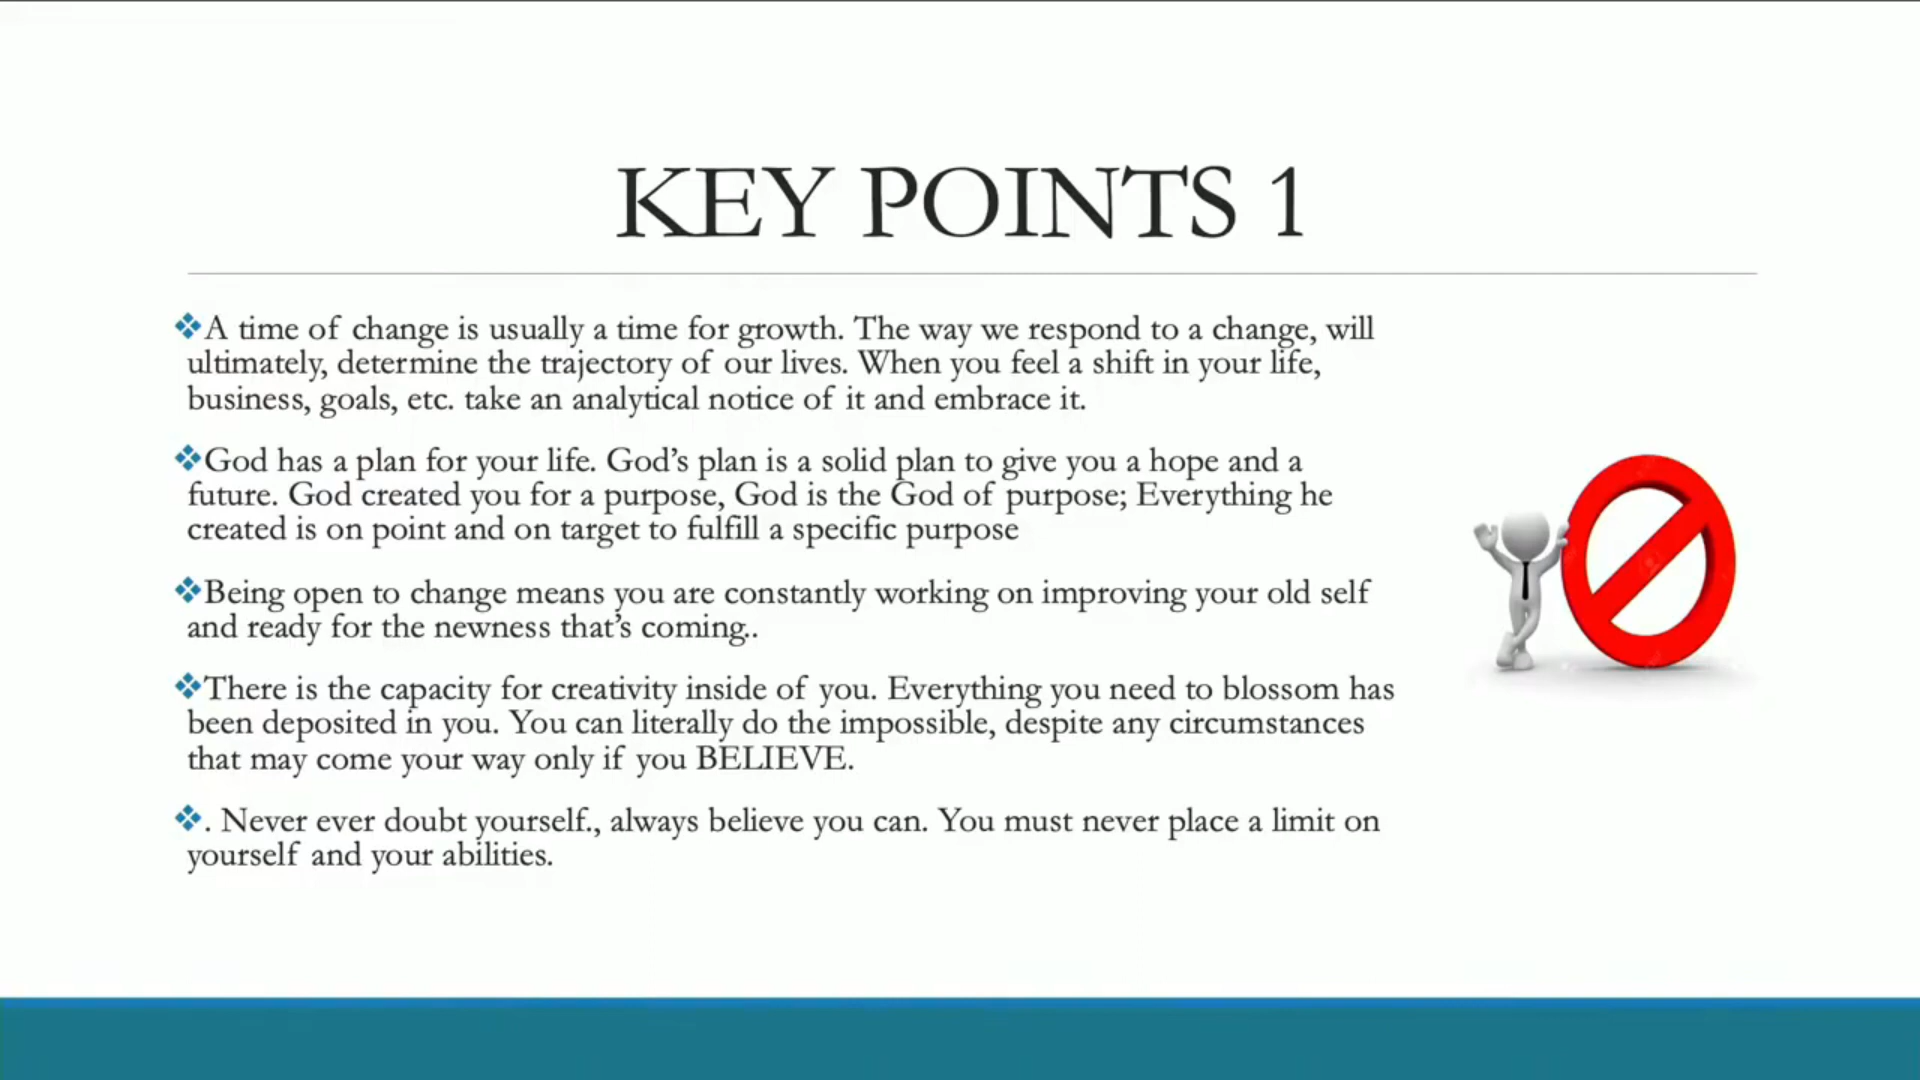 KEY POINTS 1
❖A time of change is usually a time for growth. The way we respond to a change, will
ultimately, determine the trajectory of our lives. When you feel a shift in your life,
business, goals, etc. take an analytical notice of it and embrace it.
❖God has a plan for your life. God’s plan is a solid plan to give you a hope and a
future. God created you for a purpose, God is the God of purpose; Everything he
created is on point and on target to fulfill a specific purpose
❖Being open to change means you are constantly working on improving your old self
and ready for the newness that’s coming..
❖There is the capacity for creativity inside of you. Everything you need to blossom has
been deposited in you. You can literally do the impossible, despite any circumstances
that may come your way only if you BELIEVE.
❖. Never ever doubt yourself., always believe you can. You must never place a limit on
yourself and your abilities.